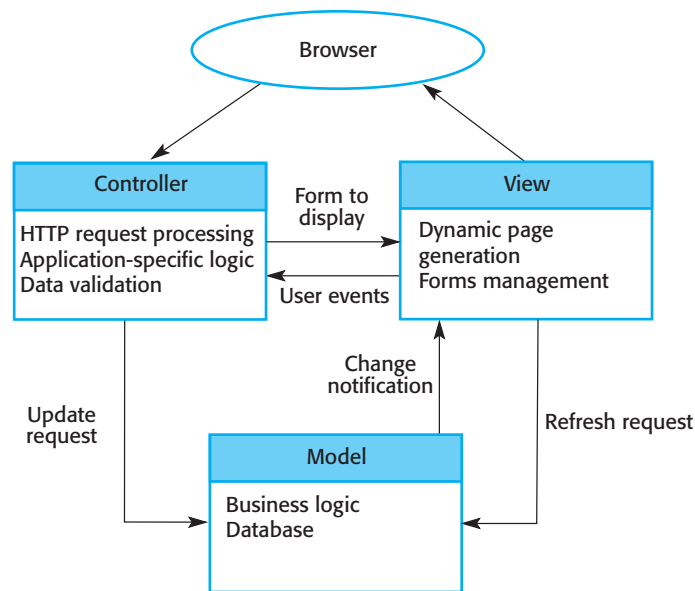 Browser
Controller
HTTP request processing
Application-specific logic
Data validation
Form to
display
User events
View
Dynamic page
generation
Forms management
Update
request
Change
notification
Refresh request
Model
Business logic
Database